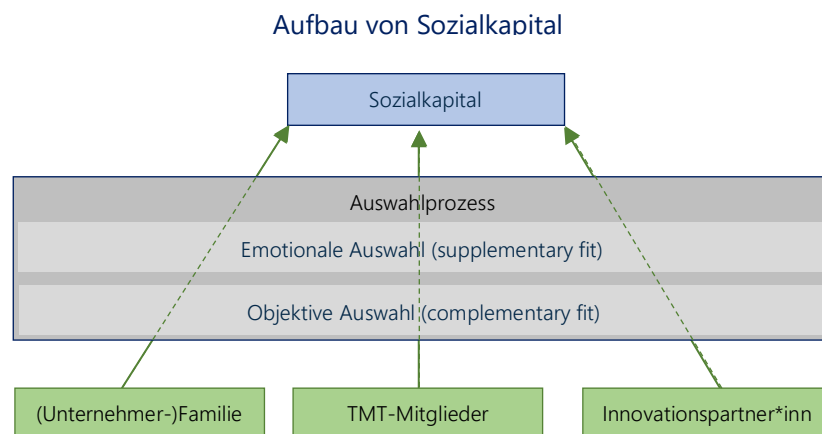 Aufbau von Sozialkapital
Sozialkapital
Auswahlprozess
Emotionale Auswahl (supplementary fit)
Objektive Auswahl (complementary fit)
(Unternehmer-)Familie
TMT-Mitglieder
Innovationspartner*inn